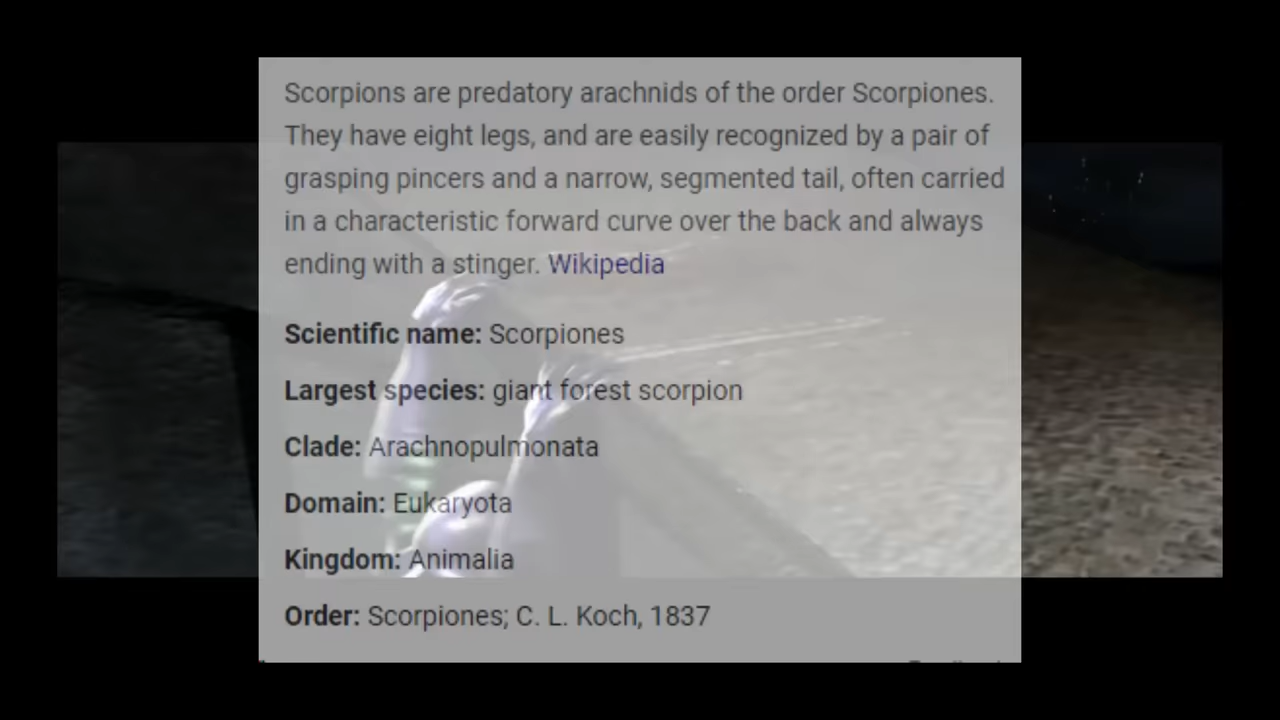 Scorpions are predatory arachnids of the order Scorpiones.
They have eight legs, and are easily recognized by a pair of
grasping pincers and a narrow, segmented tail, often carried
in a characteristic forward curve over the back and always
ending with a stinger. Wikipedia
Scientific name: Scorpiones
Largest species: giant forest scorpion
Clade: Arachnopulmonata
Domain: Eukaryota
Kingdom: Animalia
Order: Scorpiones; C. L. Koch, 1837